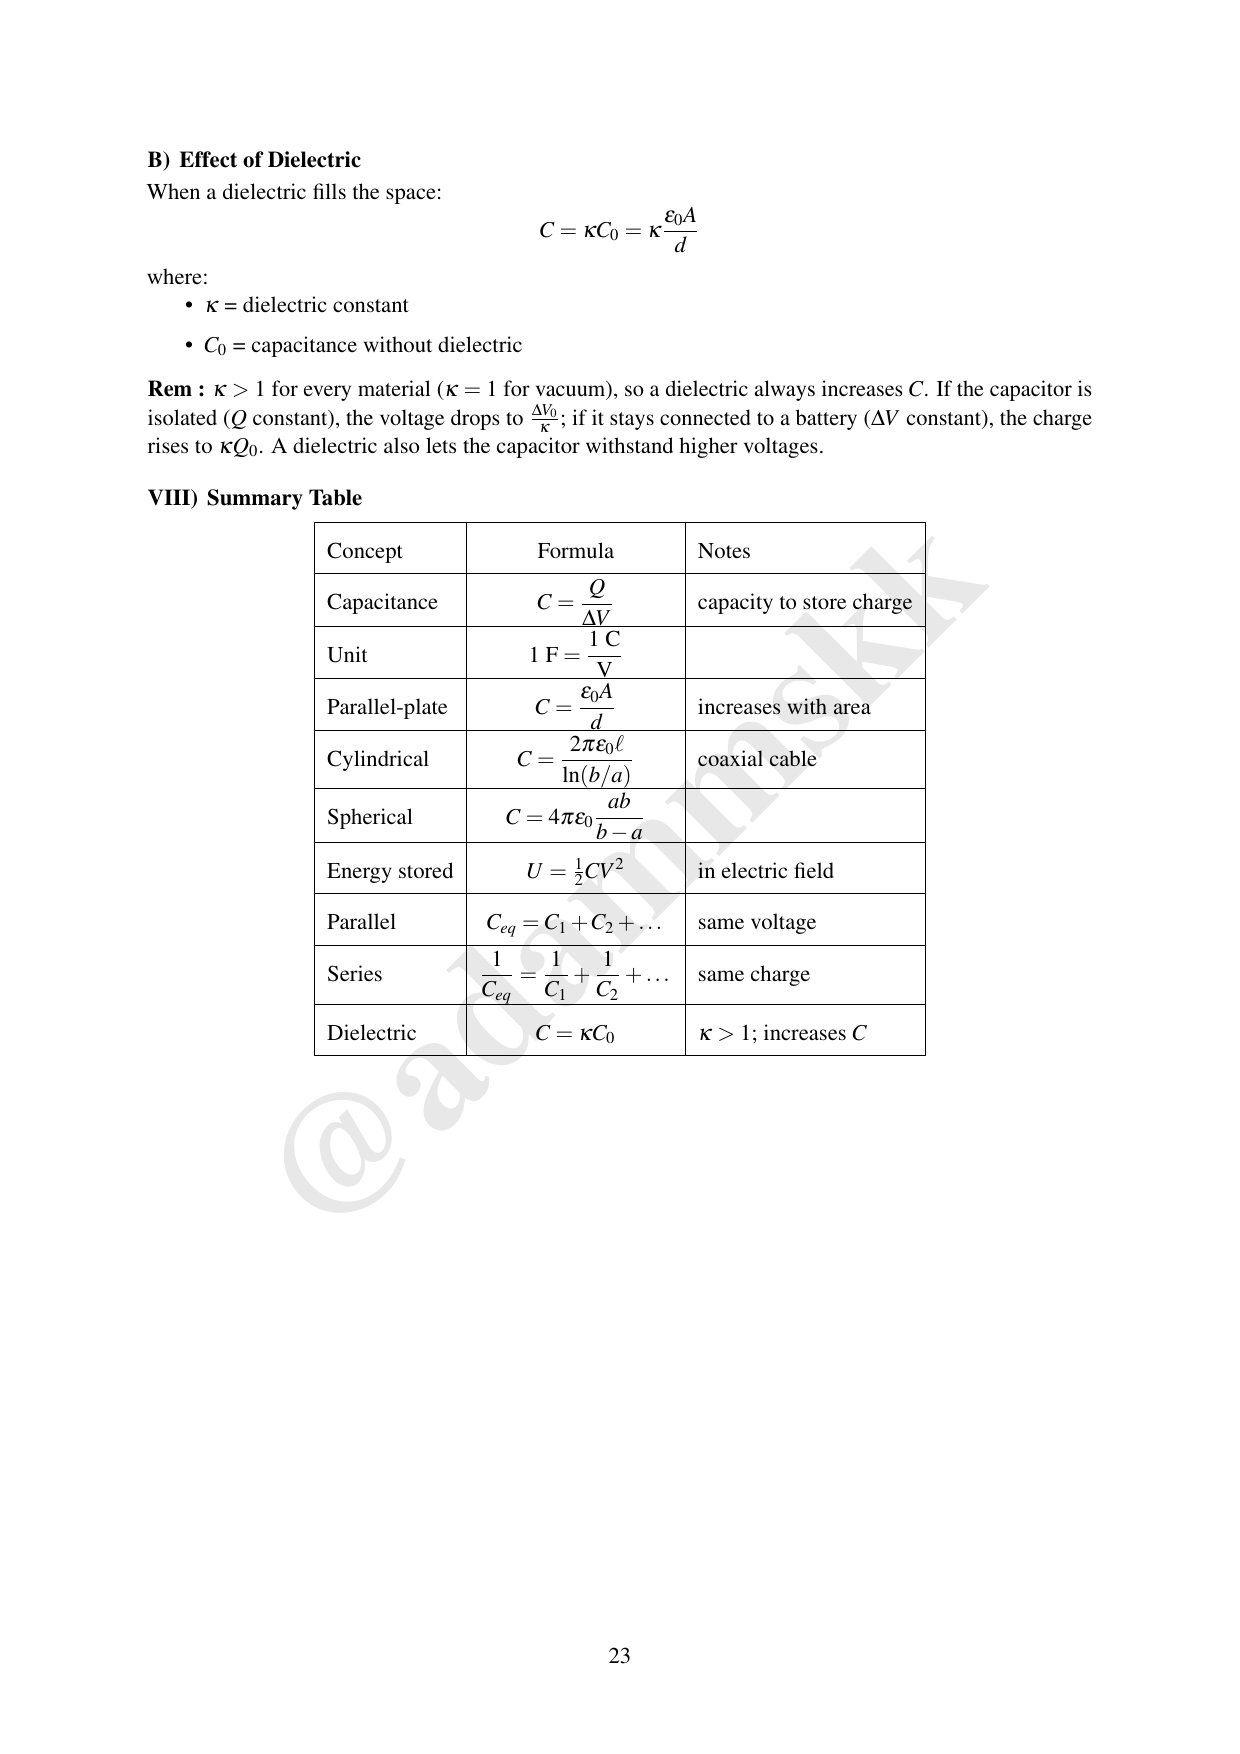 B) Effect of Dielectric
When a dielectric fills the space:
C = κC₀ = κ ε₀A/d
where:
• κ = dielectric constant
• C₀ = capacitance without dielectric
Rem : κ > 1 for every material (κ = 1 for vacuum), so a dielectric always increases C. If the capacitor is
isolated (Q constant), the voltage drops to ΔV₀/κ; if it stays connected to a battery (ΔV constant), the charge
rises to κQ₀. A dielectric also lets the capacitor withstand higher voltages.
VIII) Summary Table
Concept Formula Notes
Capacitance C = Q/ΔV capacity to store charge
Unit 1 F = 1 C/V
Parallel-plate C = ε₀A/d increases with area
Cylindrical C = 2πε₀ℓ/ln(b/a) coaxial cable
Spherical C = 4πε₀ ab/(b − a)
Energy stored U = ½CV² in electric field
Parallel C_eq = C₁ + C₂ + … same voltage
Series 1/C_eq = 1/C₁ + 1/C₂ + … same charge
Dielectric C = κC₀ κ > 1; increases C
@adammskk
23